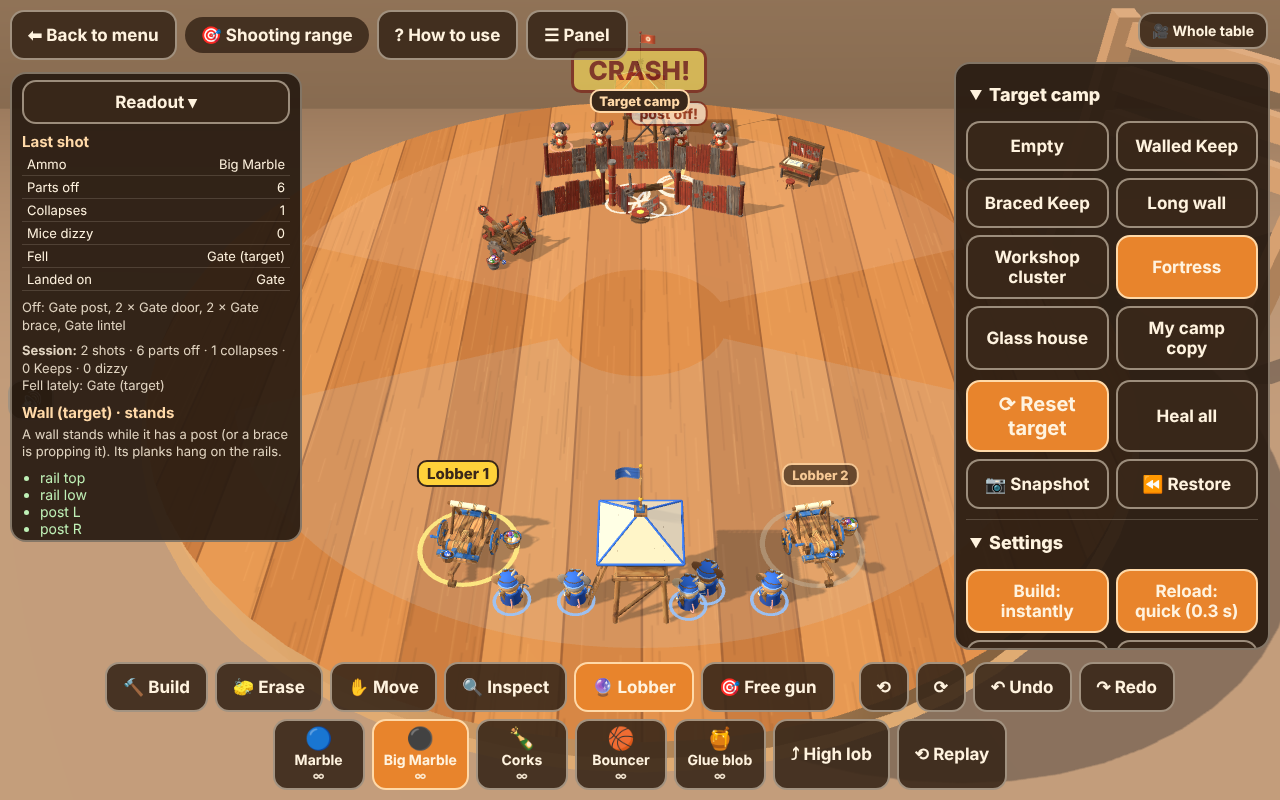 ⬅ Back to menu
🎯 Shooting range
? How to use
☰ Panel
🎥 Whole table
CRASH!
Target camp
post off!
Readout ▾
Last shot
Ammo Big Marble
Parts off 6
Collapses 1
Mice dizzy 0
Fell Gate (target)
Landed on Gate
Off: Gate post, 2 × Gate door, 2 × Gate
brace, Gate lintel
Session: 2 shots · 6 parts off · 1 collapses ·
0 Keeps · 0 dizzy
Fell lately: Gate (target)
Wall (target) · stands
A wall stands while it has a post (or a brace
is propping it). Its planks hang on the rails.
• rail top
• rail low
• post L
• post R
▼ Target camp
Empty
Walled Keep
Braced Keep
Long wall
Workshop
cluster
Fortress
Glass house
My camp
copy
⟳ Reset
target
Heal all
📷 Snapshot
⏪ Restore
▼ Settings
Build:
instantly
Reload:
quick (0.3 s)
Lobber 1
Lobber 2
🔨 Build
🧽 Erase
✋ Move
🔍 Inspect
🔮 Lobber
🎯 Free gun
⟲
⟳
↶ Undo
↷ Redo
Marble
∞
Big Marble
∞
Corks
∞
Bouncer
∞
Glue blob
∞
⤴ High lob
⟲ Replay